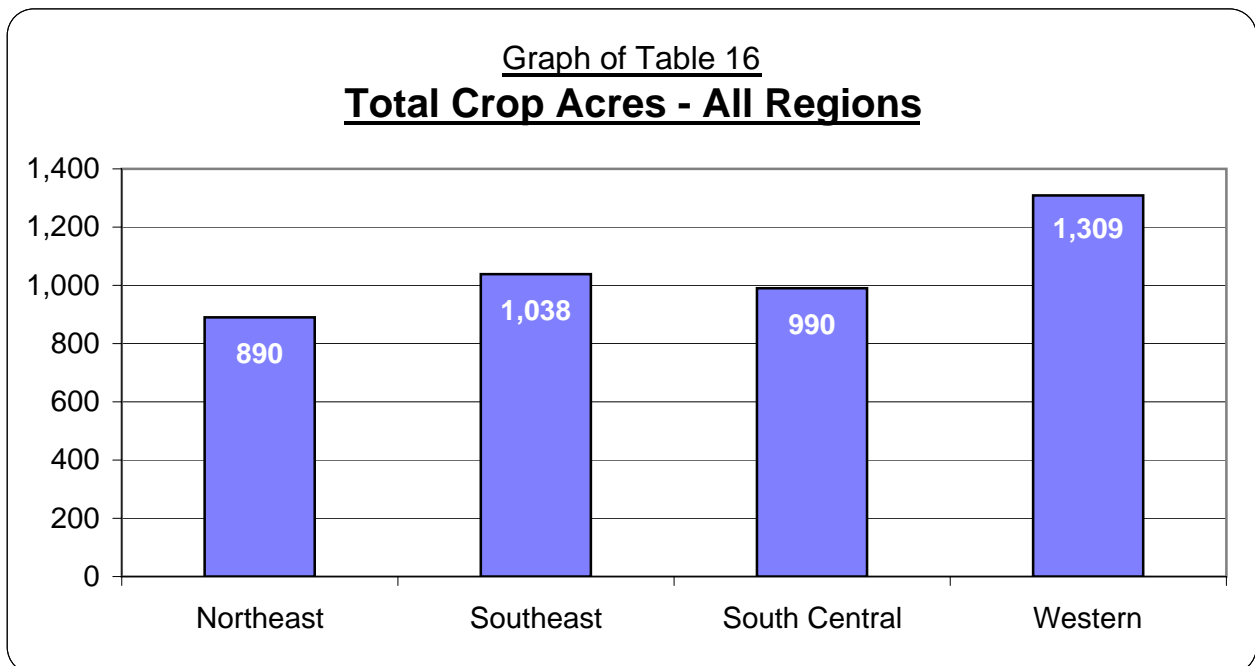 Graph of Table 16
Total Crop Acres - All Regions
1,400
1,200
1,000
800
600
400
200
0
890
1,038
990
1,309
Northeast
Southeast
South Central
Western